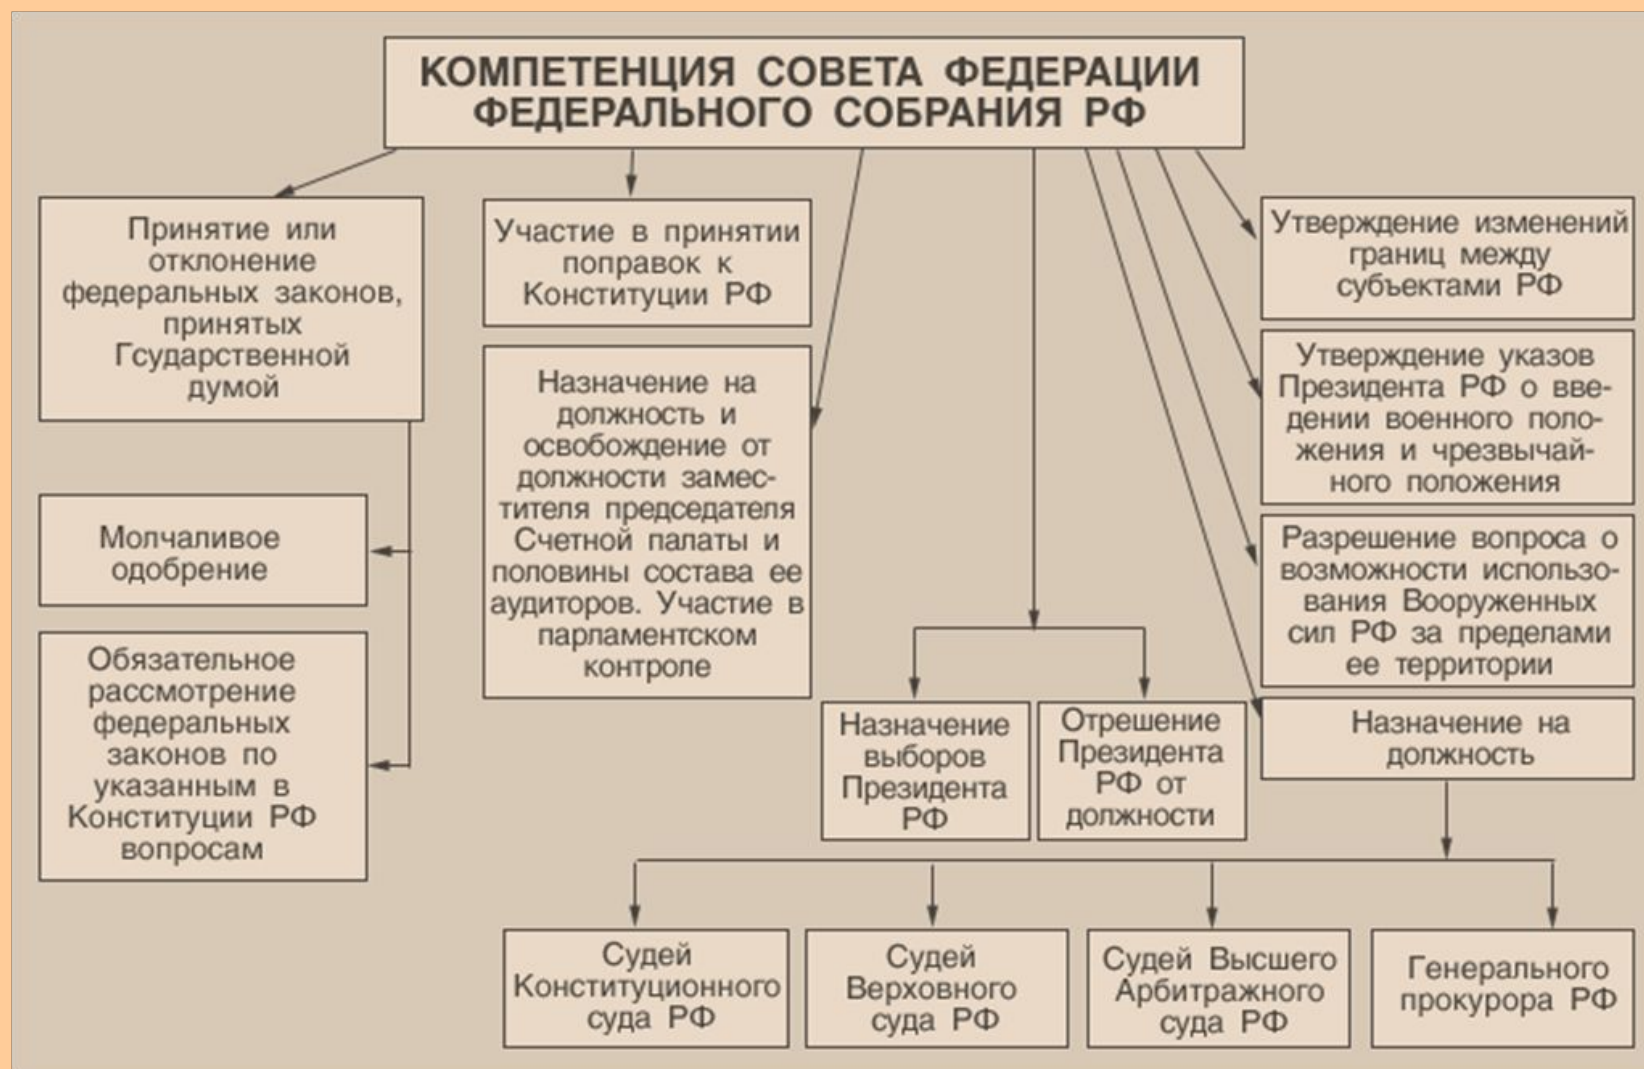 КОМПЕТЕНЦИЯ СОВЕТА ФЕДЕРАЦИИ
ФЕДЕРАЛЬНОГО СОБРАНИЯ РФ
Принятие или
отклонение
федеральных законов,
принятых
Гсударственной
думой
Молчаливое
одобрение
Обязательное
рассмотрение
федеральных
законов по
указанным в
Конституции РФ
вопросам
Участие в принятии
поправок к
Конституции РФ
Назначение на
должность и
освобождение от
должности замес-
тителя председателя
Счетной палаты и
половины состава ее
аудиторов. Участие в
парламентском
контроле
Назначение
выборов
Президента
РФ
Отрешение
Президента
РФ от
должности
Утверждение изменений
границ между
субъектами РФ
Утверждение указов
Президента РФ о вве-
дении военного поло-
жения и чрезвычай-
ного положения
Разрешение вопроса о
возможности использо-
вания Вооруженных
сил РФ за пределами
ее территории
Назначение на
должность
Судей
Конституционного
суда РФ
Судей
Верховного
суда РФ
Судей Высшего
Арбитражного
суда РФ
Генерального
прокурора РФ